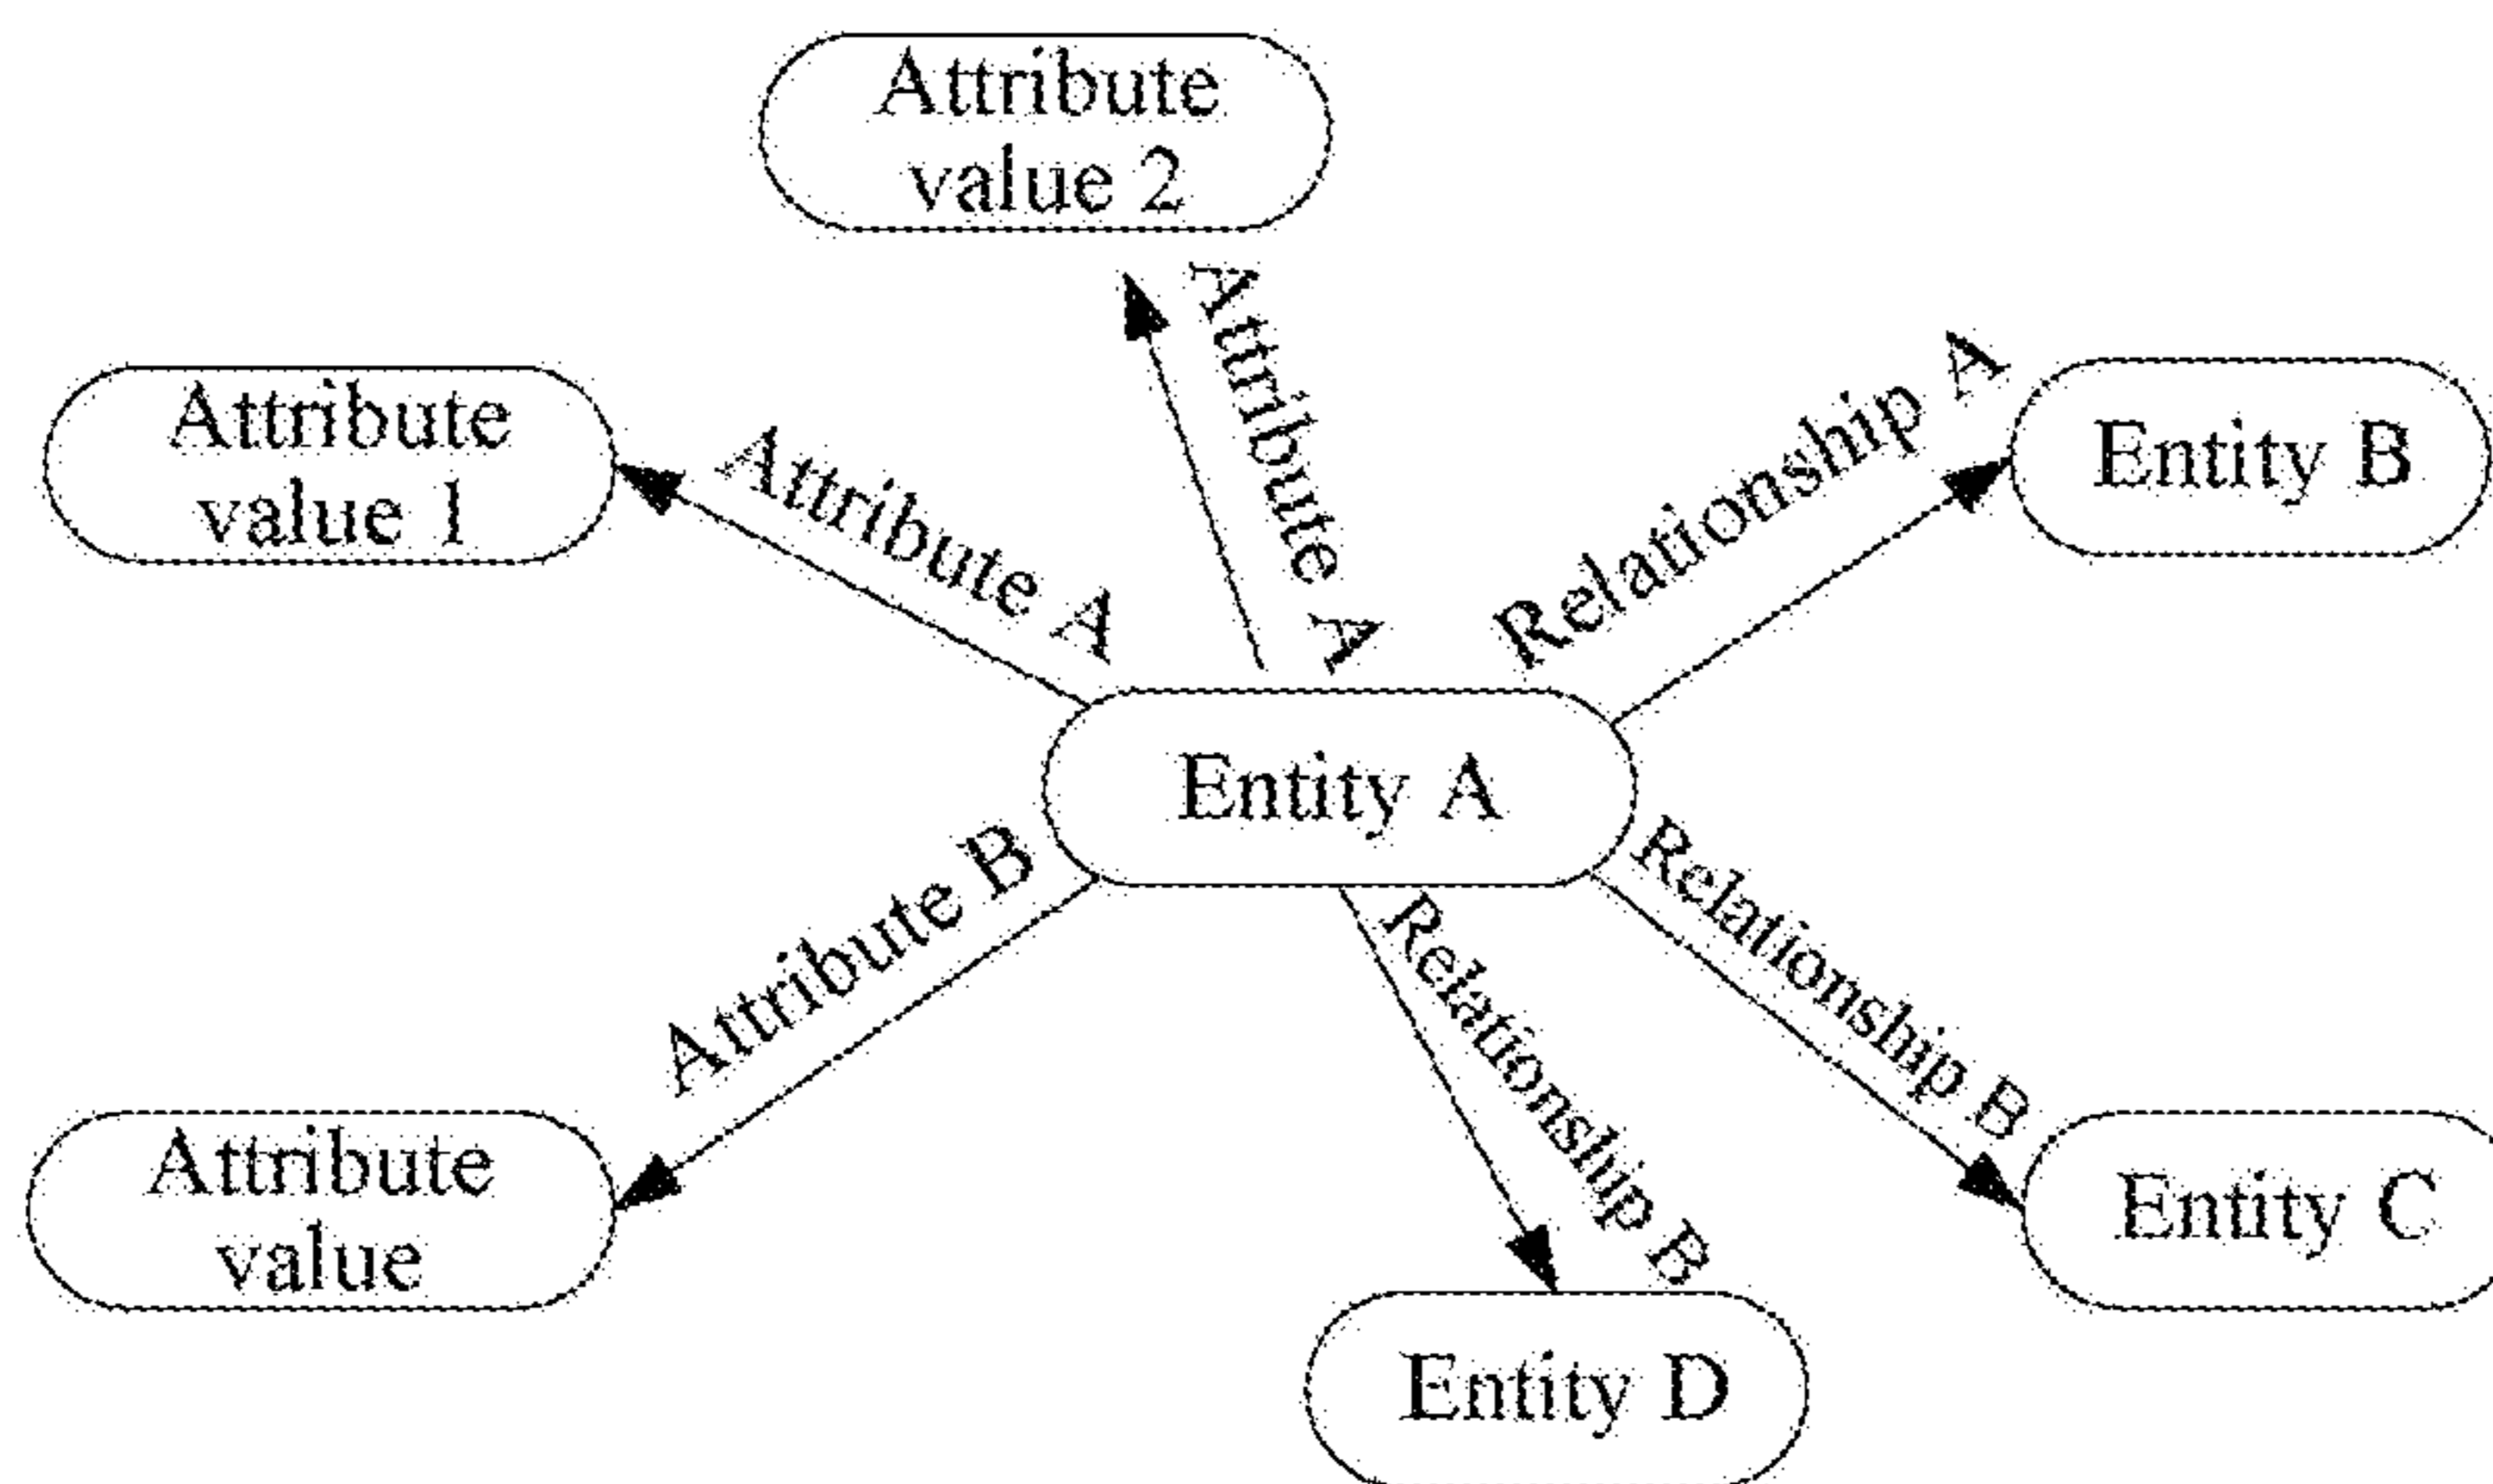 Attribute
value 2
Attribute
value 1
Attribute A
Attribute A
Relationship A
Entity B
Entity A
Attribute B
Relationship B
Relationship B
Attribute
value
Entity C
Entity D